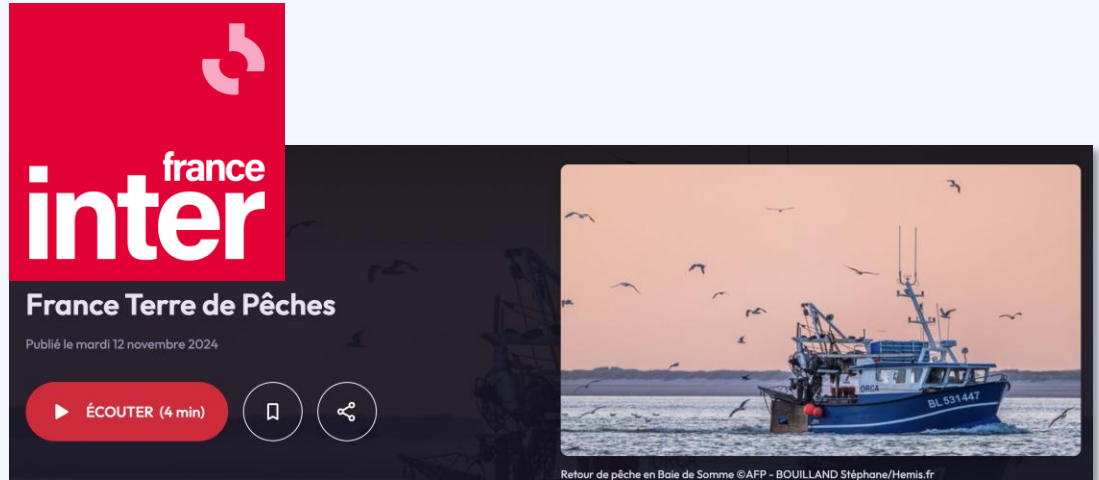 france
inter
France Terre de Pêches
Publié le mardi 12 novembre 2024
ÉCOUTER (4 min)
ORCA
BL 531447
Retour de pêche en Baie de Somme ©AFP - BOUILLAND Stéphane/Hemis.fr